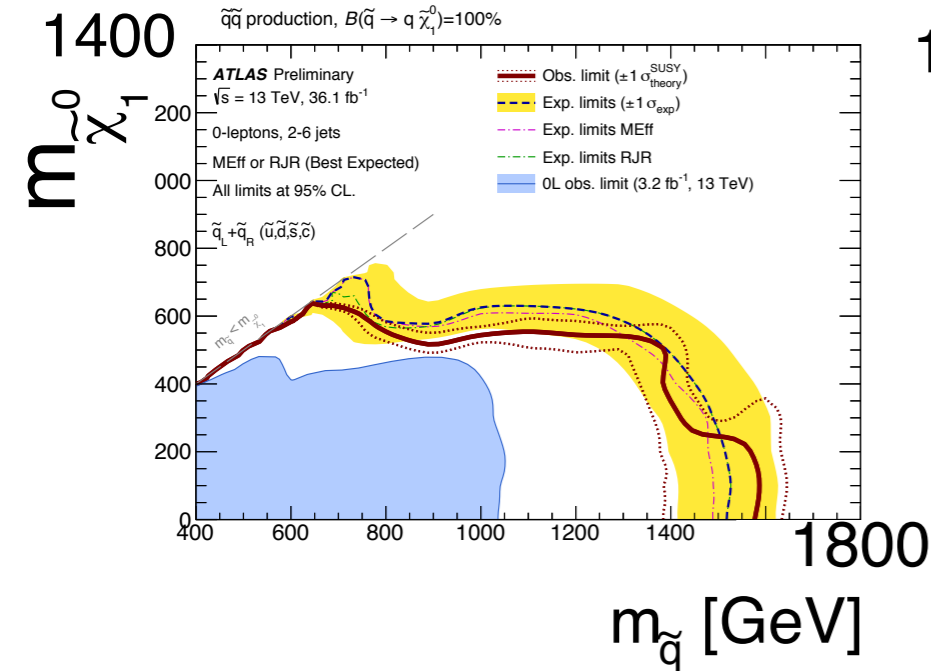 q̃q̃ production, B(q̃ → q χ̃₁⁰)=100%
1400
1
ATLAS Preliminary
√s = 13 TeV, 36.1 fb⁻¹
0-leptons, 2-6 jets
MEff or RJR (Best Expected)
All limits at 95% CL.
q̃_L+q̃_R (ũ,d̃,s̃,c̃)
Obs. limit (±1 σ_theory^SUSY)
Exp. limits (±1 σ_exp)
Exp. limits MEff
Exp. limits RJR
0L obs. limit (3.2 fb⁻¹, 13 TeV)
m_χ̃₁⁰
200
000
800
600
400
200
0
m_q̃ < m_χ̃₁⁰
400 600 800 1000 1200 1400 1800
m_q̃ [GeV]